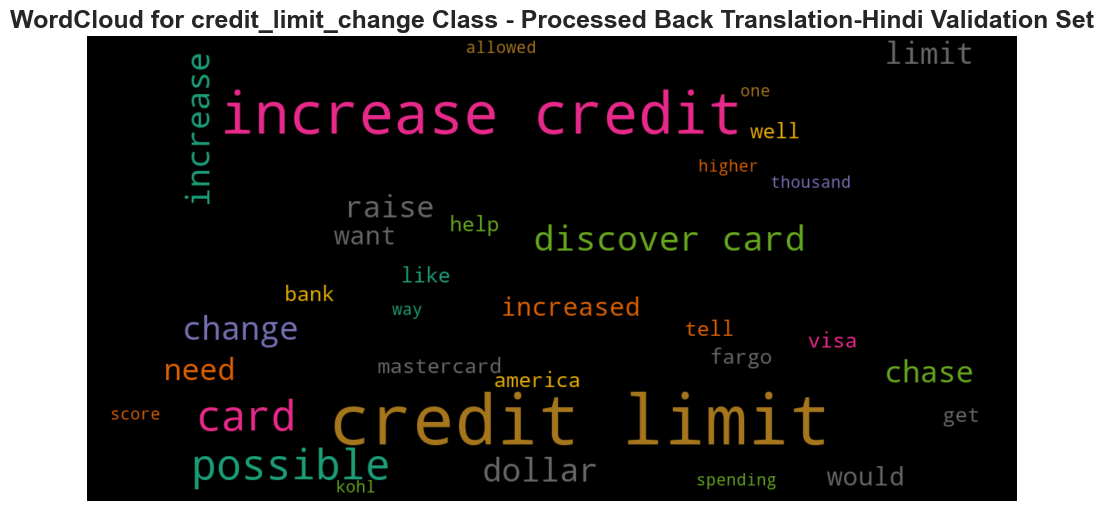 WordCloud for credit_limit_change Class - Processed Back Translation-Hindi Validation Set
allowed
limit
increase
increase credit
one
well
higher
thousand
raise
want
help
discover card
like
bank
way
increased
change
tell
visa
fargo
need
mastercard
america
chase
score
card
credit limit
get
possible
kohl
dollar
spending
would